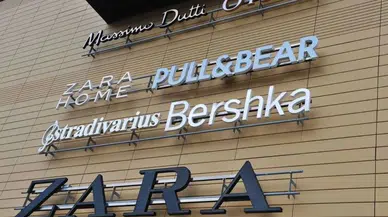 Massimo Dutti
ZARA
HOME
PULL&BEAR
Stradivarius
Bershka
ZARA